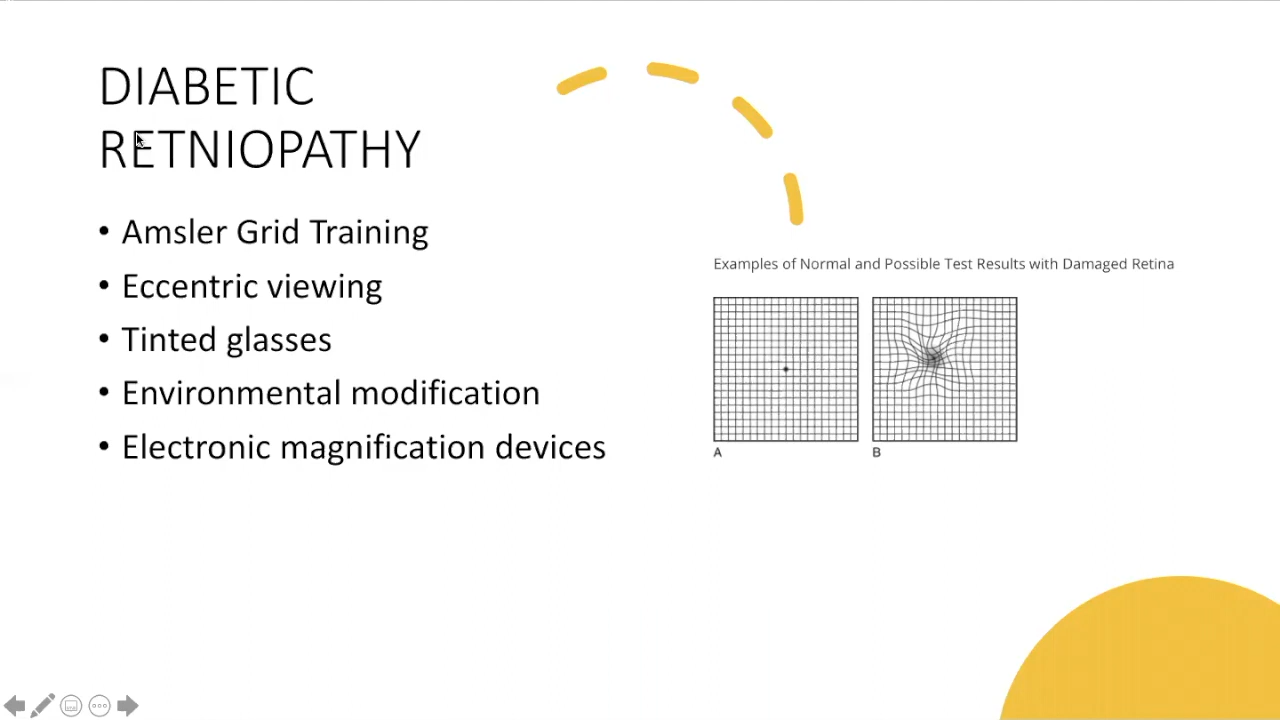 DIABETIC
RETNIOPATHY
• Amsler Grid Training
• Eccentric viewing
• Tinted glasses
• Environmental modification
• Electronic magnification devices
Examples of Normal and Possible Test Results with Damaged Retina
A
B